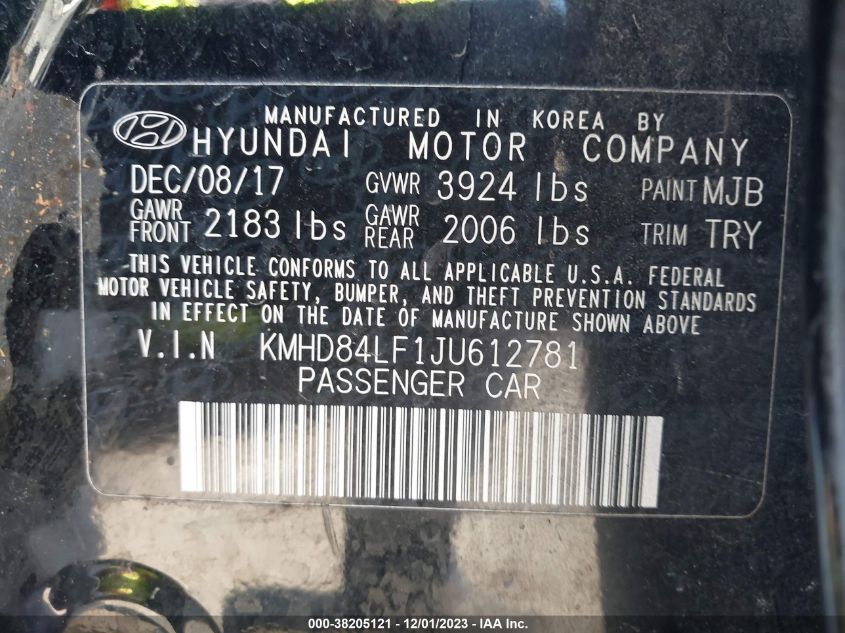 MANUFACTURED IN KOREA BY
HYUNDAI MOTOR COMPANY
DEC/08/17 GVWR 3924 lbs PAINT MJB
GAWR FRONT 2183 lbs GAWR REAR 2006 lbs TRIM TRY
THIS VEHICLE CONFORMS TO ALL APPLICABLE U.S.A. FEDERAL
MOTOR VEHICLE SAFETY, BUMPER, AND THEFT PREVENTION STANDARDS
IN EFFECT ON THE DATE OF MANUFACTURE SHOWN ABOVE
V.I.N KMHD84LF1JU612781
PASSENGER CAR
000-38205121 - 12/01/2023 - IAA Inc.